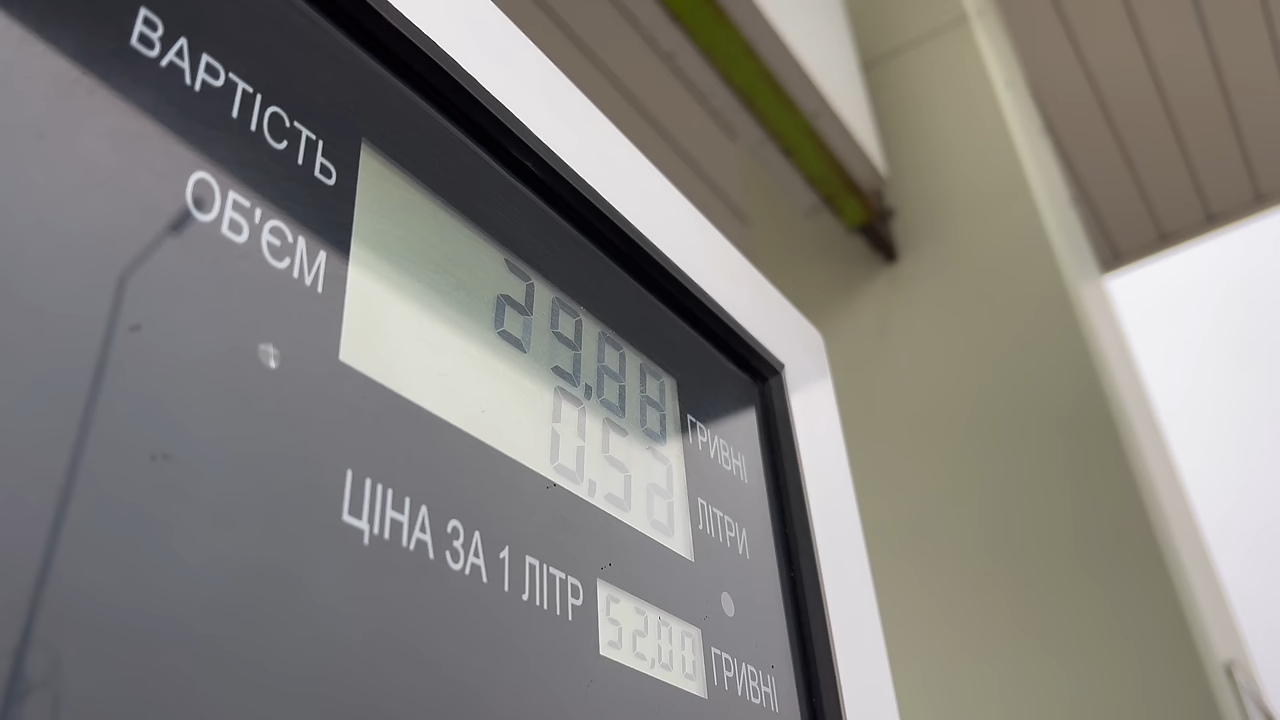 ВАРТІСТЬ 29,88 ГРИВНІ
ОБ'ЄМ 0,52 ЛІТРИ
ЦІНА ЗА 1 ЛІТР 52,00 ГРИВНІ